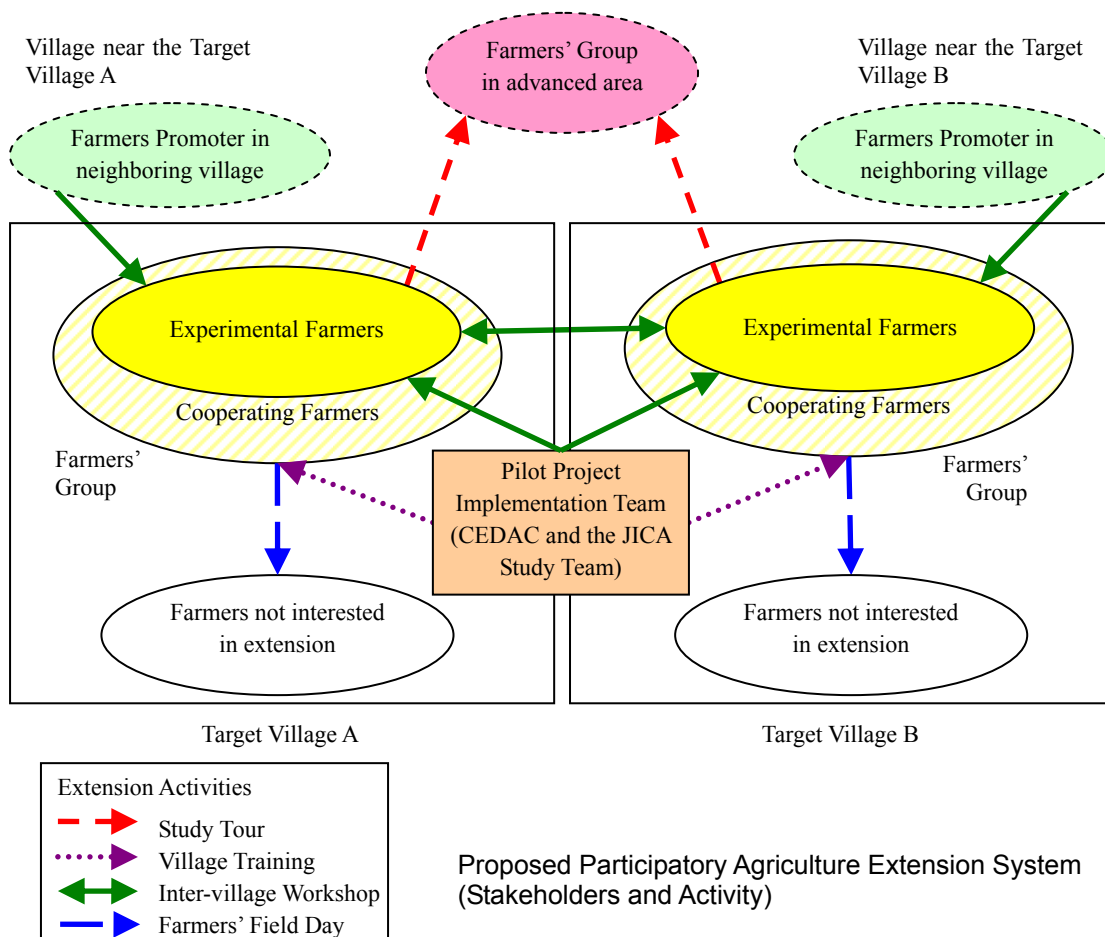 Village near the Target
Village A
Farmers' Group
in advanced area
Village near the Target
Village B
Farmers Promoter in
neighboring village
Farmers Promoter in
neighboring village
Experimental Farmers
Experimental Farmers
Cooperating Farmers
Cooperating Farmers
Farmers'
Group
Pilot Project
Implementation Team
(CEDAC and the JICA
Study Team)
Farmers'
Group
Farmers not interested
in extension
Farmers not interested
in extension
Target Village A
Target Village B
Extension Activities
Study Tour
Village Training
Inter-village Workshop
Farmers' Field Day
Proposed Participatory Agriculture Extension System
(Stakeholders and Activity)